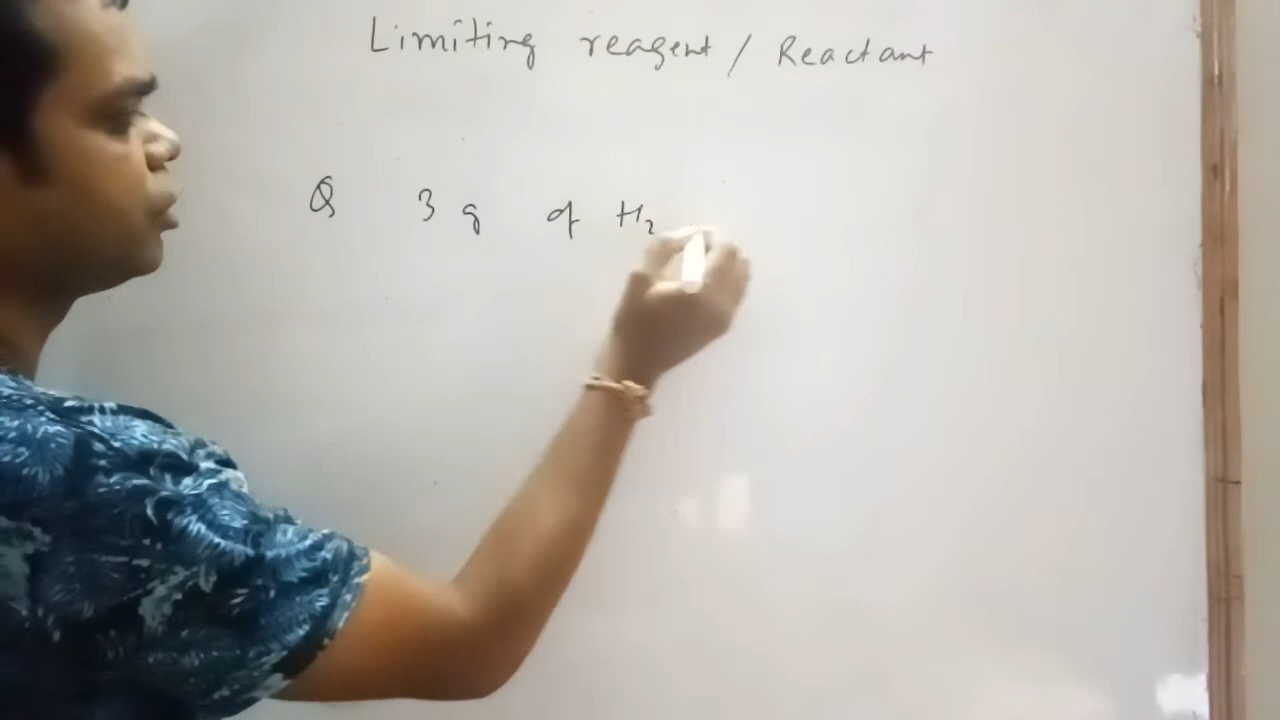 Limiting reagent / Reactant
Q 3 g of H₂